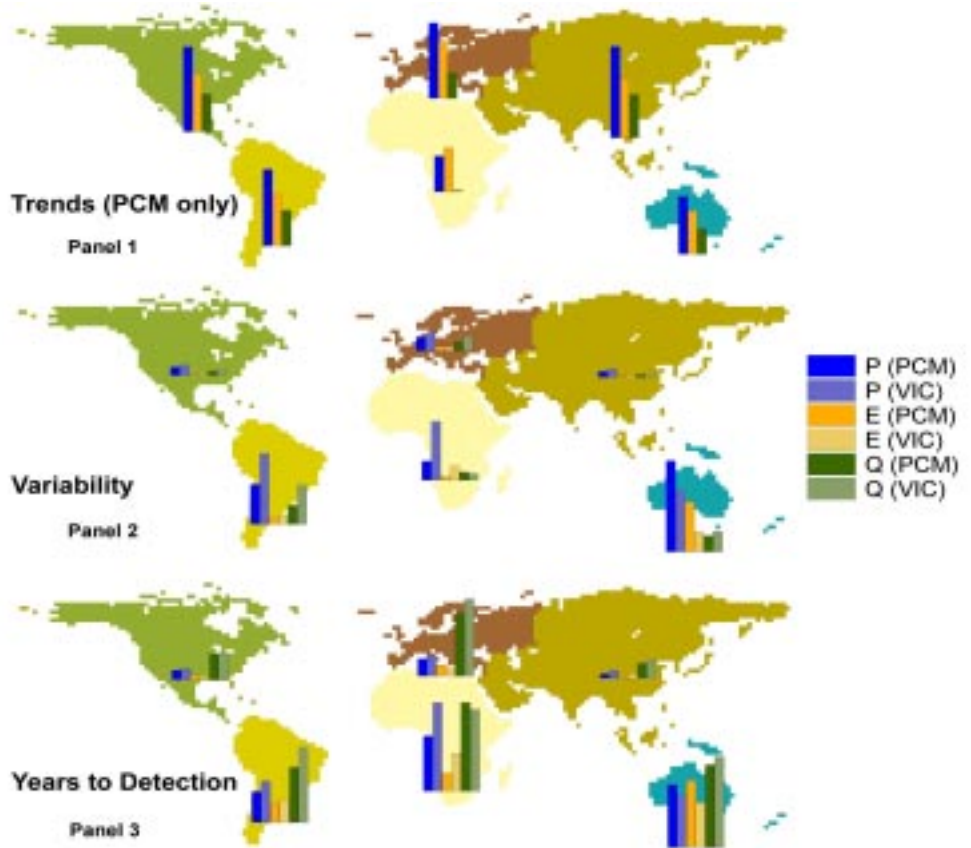 Trends (PCM only)
Panel 1
Variability
Panel 2
P (PCM)
P (VIC)
E (PCM)
E (VIC)
Q (PCM)
Q (VIC)
Years to Detection
Panel 3